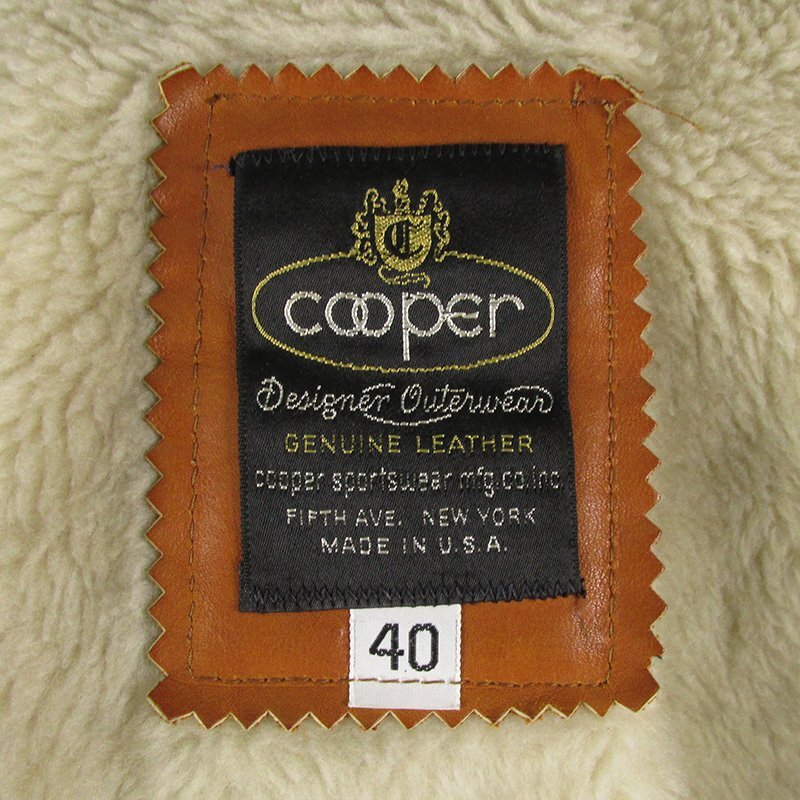 C
cooper
Designer Outerwear
GENUINE LEATHER
cooper sportswear mfg.co.inc.
FIFTH AVE. NEW YORK
MADE IN U.S.A.
40